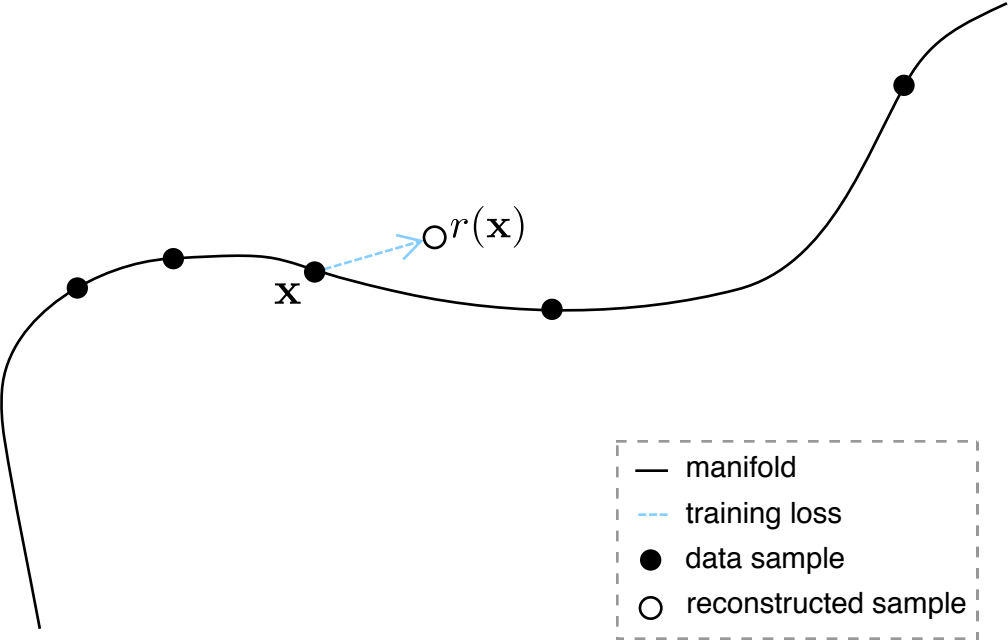 r(x)
x
manifold
training loss
data sample
reconstructed sample